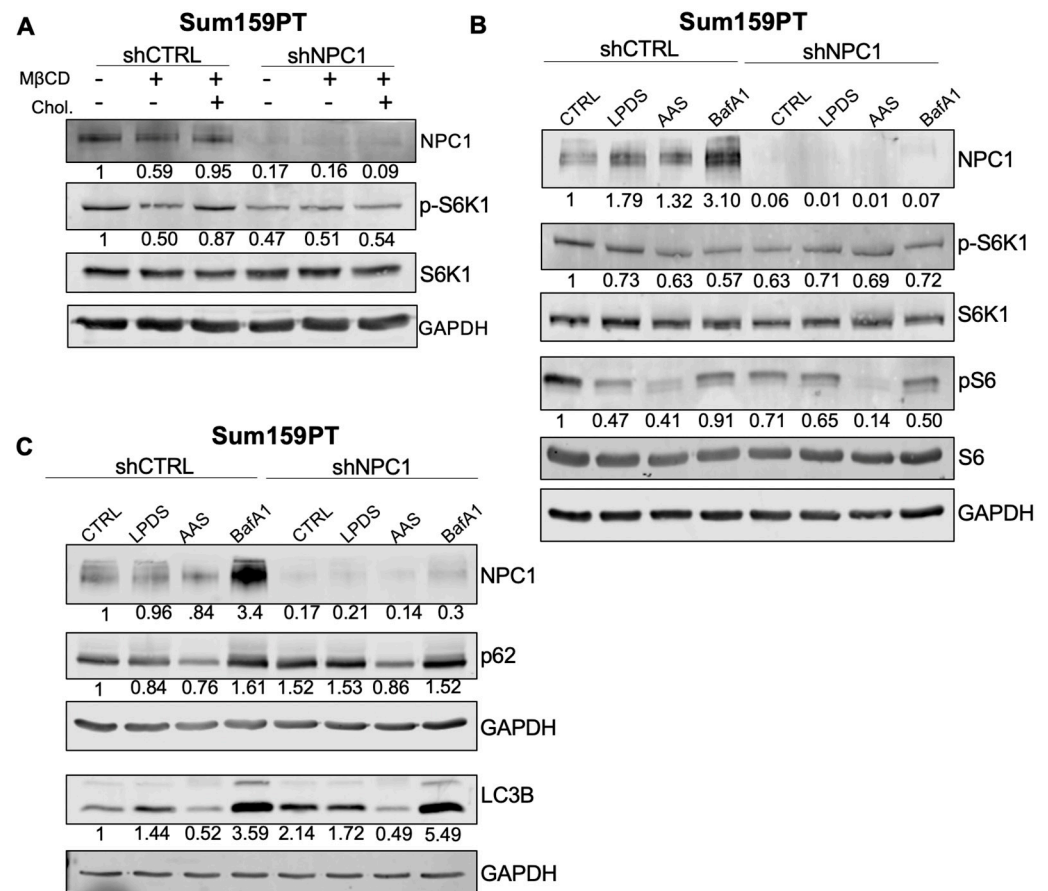 A
Sum159PT
shCTRL shNPC1
MβCD - + + - + +
Chol. - - + - - +
NPC1
1 0.59 0.95 0.17 0.16 0.09
p-S6K1
1 0.50 0.87 0.47 0.51 0.54
S6K1
GAPDH
B
Sum159PT
shCTRL shNPC1
CTRL LPDS AAS BafA1 CTRL LPDS AAS BafA1
NPC1
1 1.79 1.32 3.10 0.06 0.01 0.01 0.07
p-S6K1
1 0.73 0.63 0.57 0.63 0.71 0.69 0.72
S6K1
pS6
1 0.47 0.41 0.91 0.71 0.65 0.14 0.50
S6
GAPDH
C
Sum159PT
shCTRL shNPC1
CTRL LPDS AAS BafA1 CTRL LPDS AAS BafA1
NPC1
1 0.96 .84 3.4 0.17 0.21 0.14 0.3
p62
1 0.84 0.76 1.61 1.52 1.53 0.86 1.52
GAPDH
LC3B
1 1.44 0.52 3.59 2.14 1.72 0.49 5.49
GAPDH